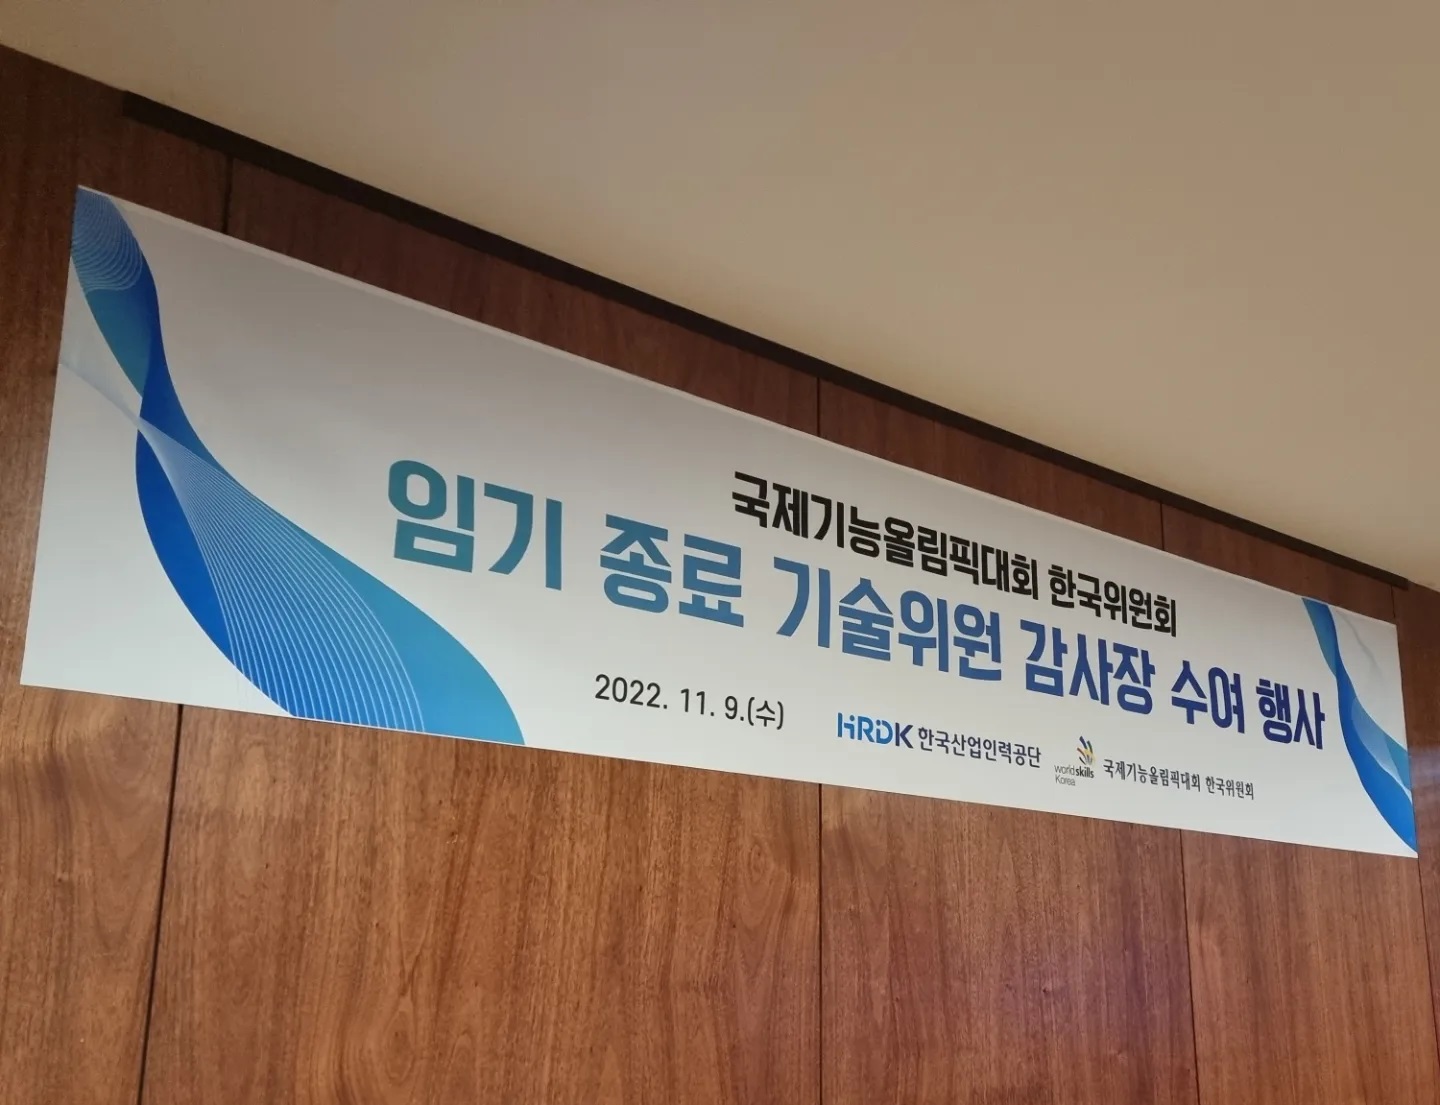 국제기능올림픽대회 한국위원회
임기 종료 기술위원 감사장 수여 행사
2022. 11. 9.(수)
HRDK 한국산업인력공단
worldskills
Korea
국제기능올림픽대회 한국위원회